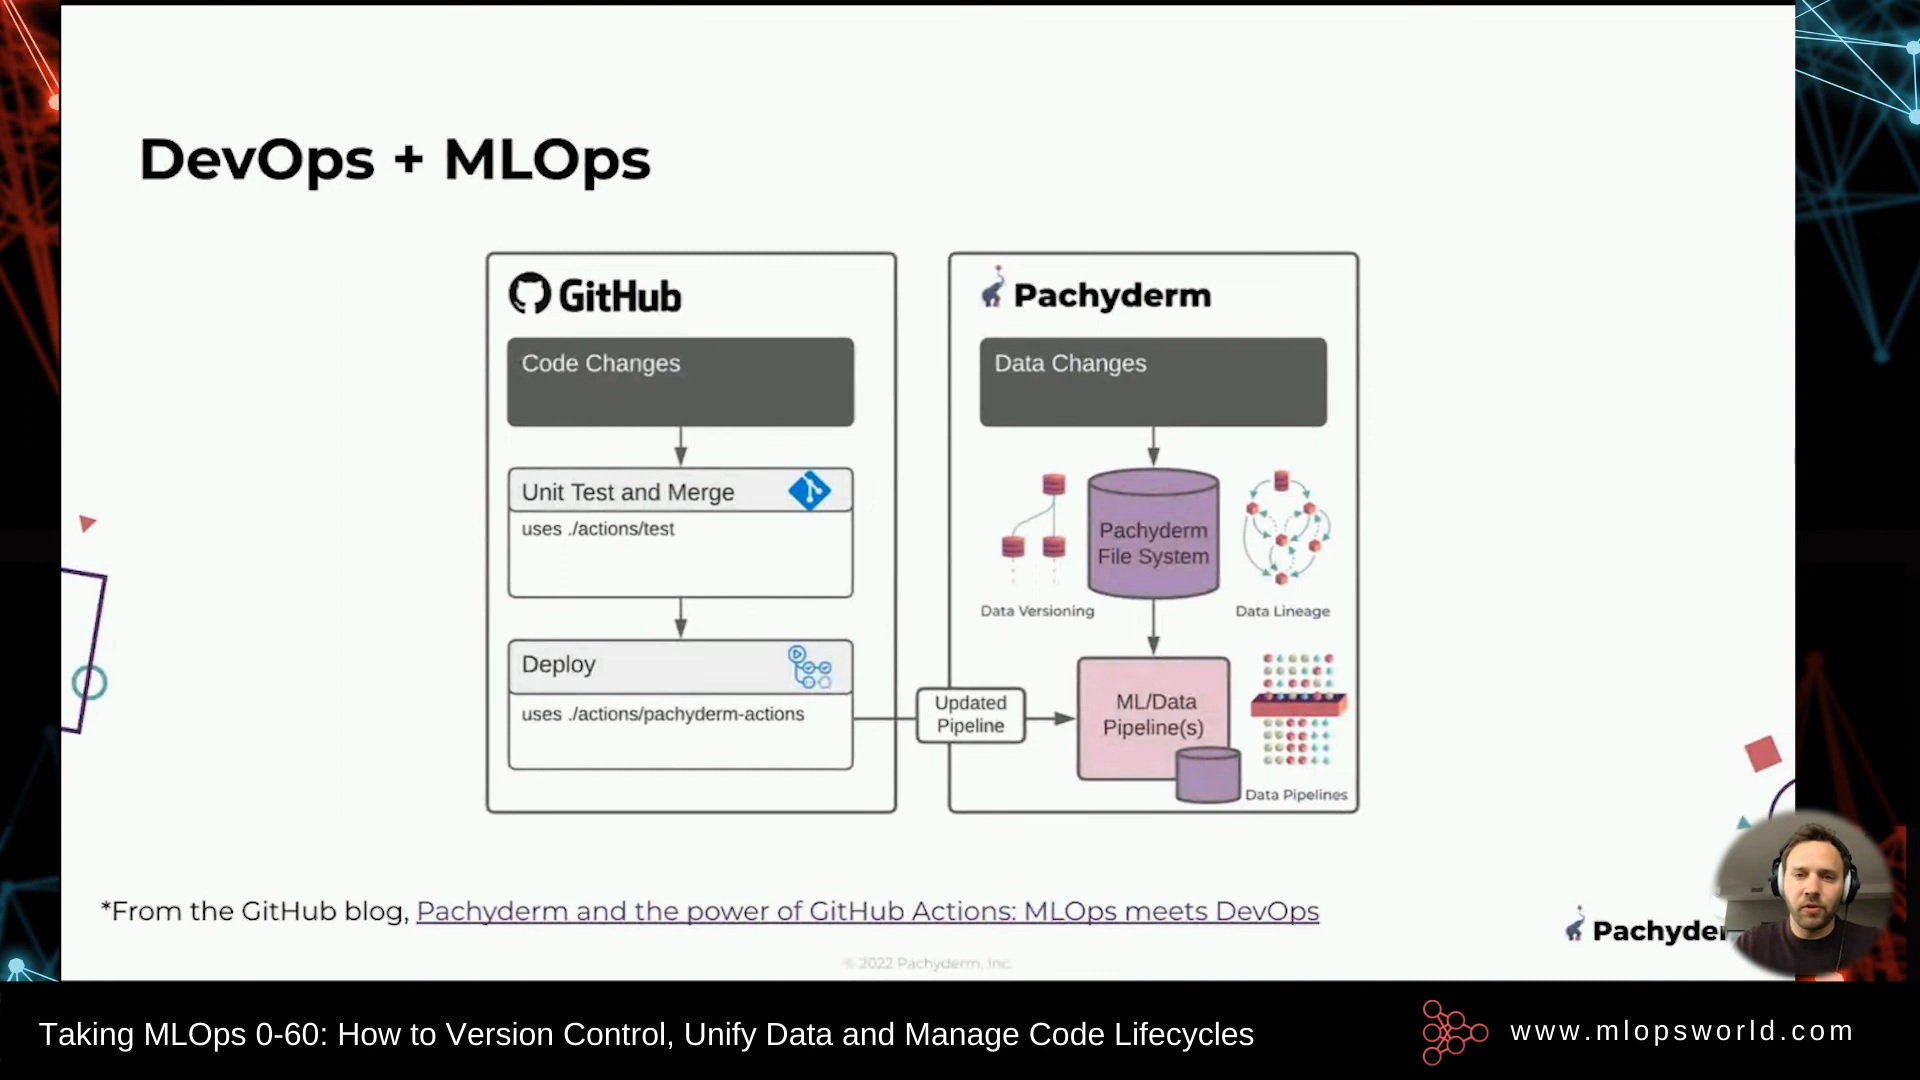 DevOps + MLOps
GitHub
Code Changes
Unit Test and Merge
uses ./actions/test
Deploy
uses ./actions/pachyderm-actions
Updated
Pipeline
Pachyderm
Data Changes
Pachyderm
File System
Data Versioning
Data Lineage
ML/Data
Pipeline(s)
Data Pipelines
*From the GitHub blog, Pachyderm and the power of GitHub Actions: MLOps meets DevOps
Pachyder
© 2022 Pachyderm, Inc.
Taking MLOps 0-60: How to Version Control, Unify Data and Manage Code Lifecycles
www.mlopsworld.com